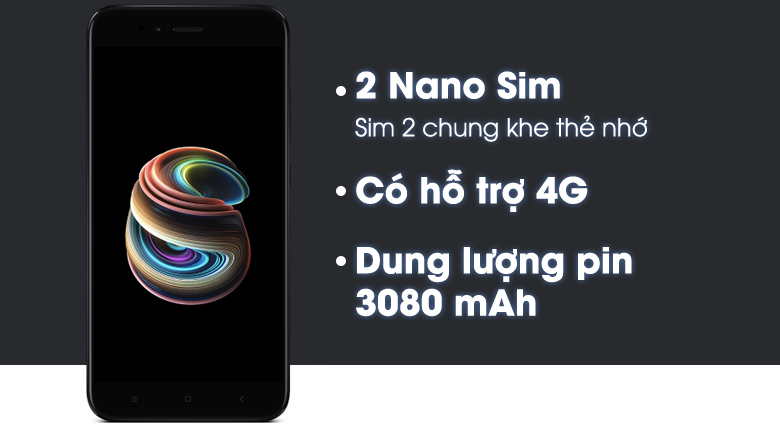 2 Nano Sim
Sim 2 chung khe thẻ nhớ
Có hỗ trợ 4G
Dung lượng pin
3080 mAh